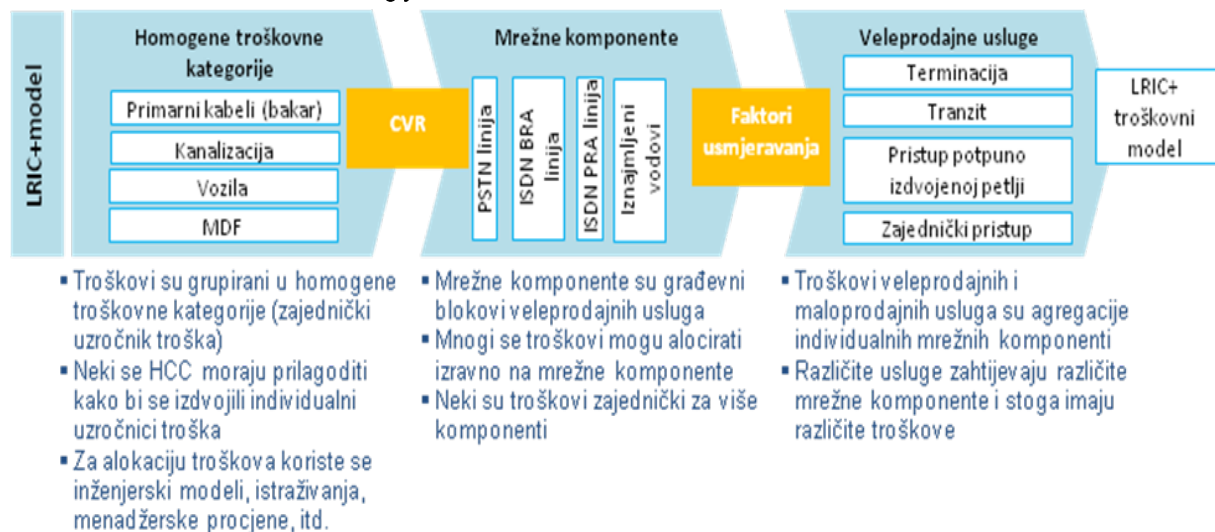 LRIC+model
Homogene troškovne
kategorije
Primarni kabeli (bakar)
Kanalizacija
Vozila
MDF
CVR
Mrežne komponente
PSTN linija
ISDN BRA
linija
ISDN PRA linija
Iznajmljeni
vodovi
Faktori
usmjeravanja
Veleprodajne usluge
Terminacija
Tranzit
Pristup potpuno
izdvojenoj petlji
Zajednički pristup
LRIC+
troškovni
model
▪ Troškovi su grupirani u homogene
troškovne kategorije (zajednički
uzročnik troška)
▪ Neki se HCC moraju prilagoditi
kako bi se izdvojili individualni
uzročnici troška
▪ Za alokaciju troškova koriste se
inženjerski modeli, istraživanja,
menadžerske procjene, itd.
▪ Mrežne komponente su građevni
blokovi veleprodajnih usluga
▪ Mnogi se troškovi mogu alocirati
izravno na mrežne komponente
▪ Neki su troškovi zajednički za više
komponenti
▪ Troškovi veleprodajnih i
maloprodajnih usluga su agregacije
individualnih mrežnih komponenti
▪ Različite usluge zahtijevaju različite
mrežne komponente i stoga imaju
različite troškove